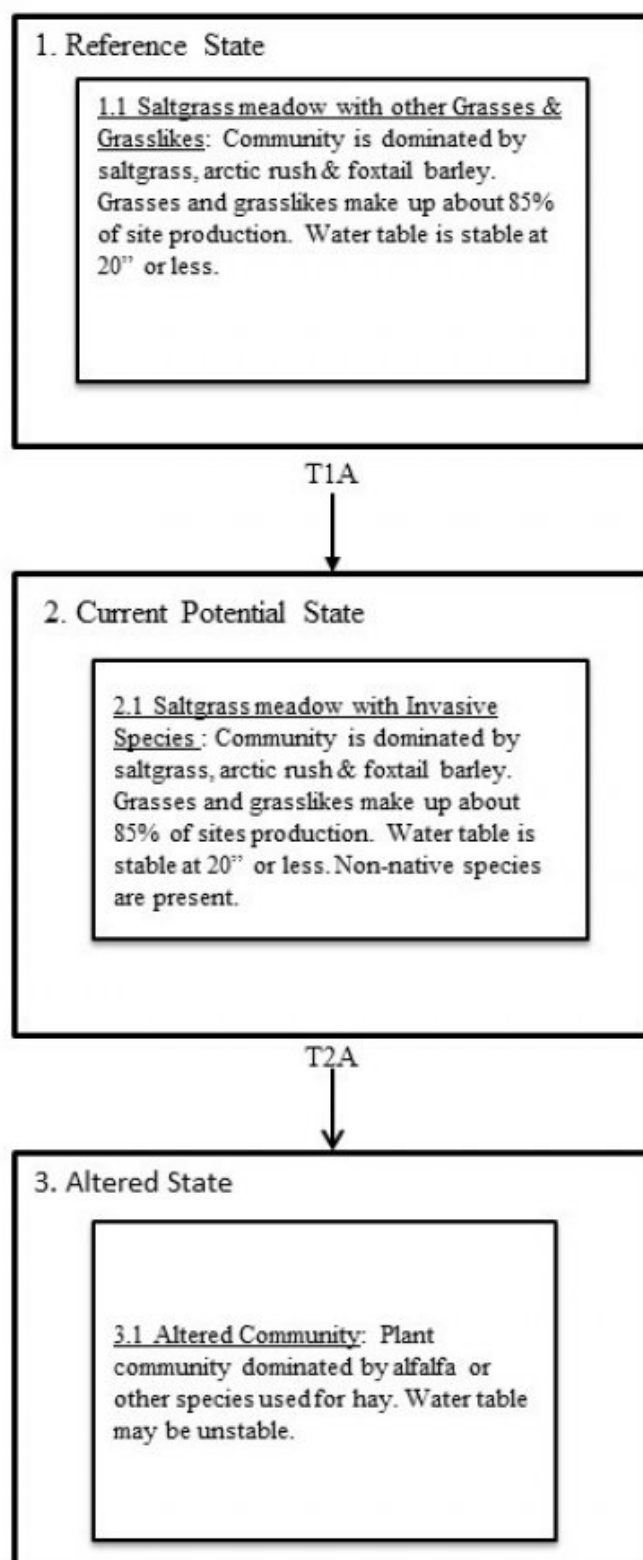 1. Reference State
1.1 Saltgrass meadow with other Grasses &
Grasslikes: Community is dominated by
saltgrass, arctic rush & foxtail barley.
Grasses and grasslikes make up about 85%
of site production. Water table is stable at
20” or less.
T1A
2. Current Potential State
2.1 Saltgrass meadow with Invasive
Species : Community is dominated by
saltgrass, arctic rush & foxtail barley.
Grasses and grasslikes make up about
85% of sites production. Water table is
stable at 20” or less. Non-native species
are present.
T2A
3. Altered State
3.1 Altered Community: Plant
community dominated by alfalfa or
other species used for hay. Water table
may be unstable.